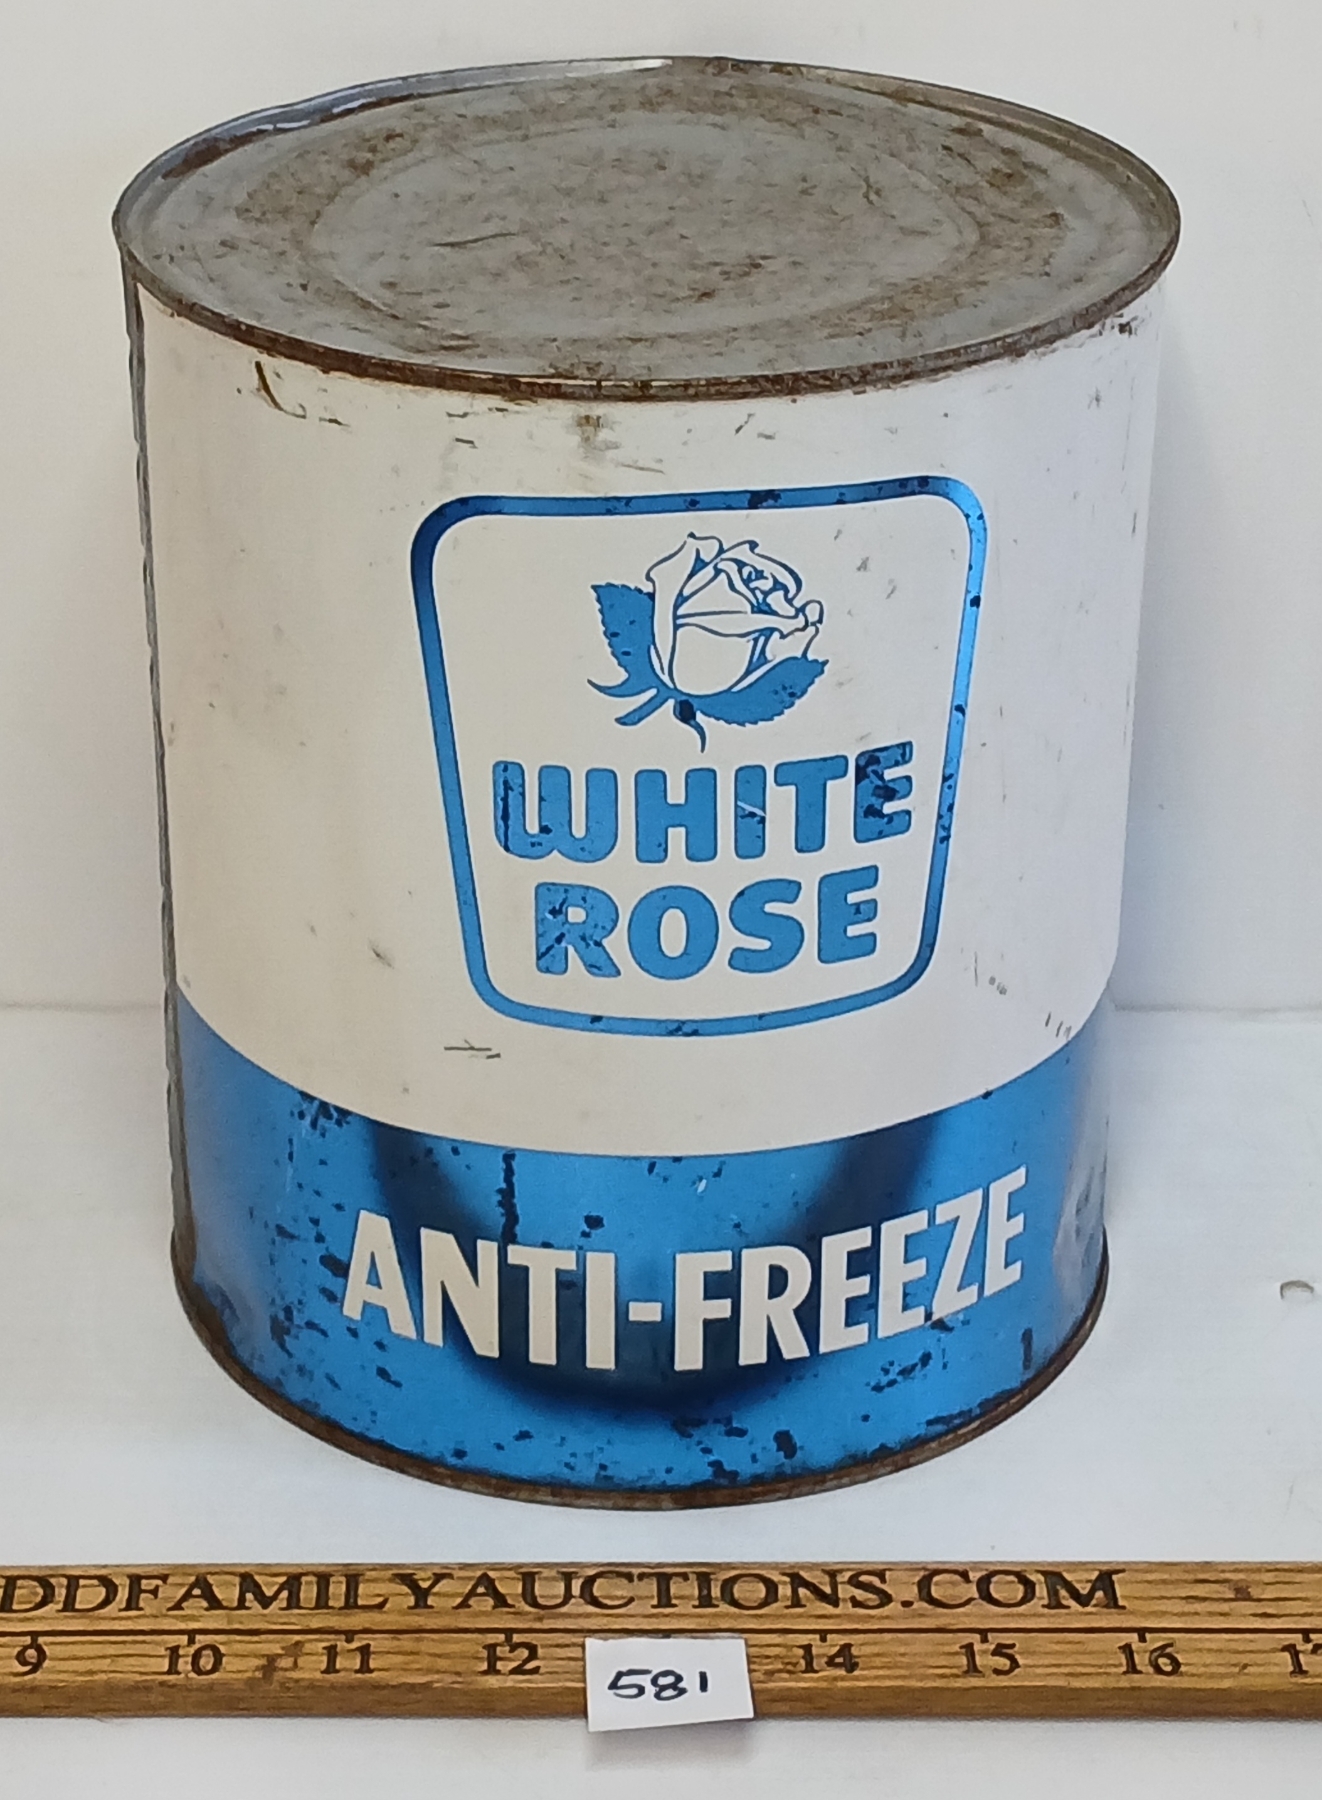 WHITE
ROSE
ANTI-FREEZE
DDFAMILYAUCTIONS.COM
9 10 11 12 14 15 16
581